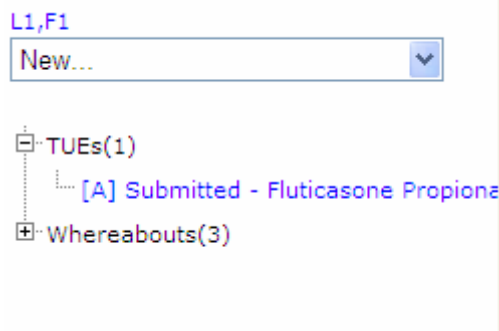 L1,F1
New...
TUEs(1)
[A] Submitted - Fluticasone Propiona
Whereabouts(3)